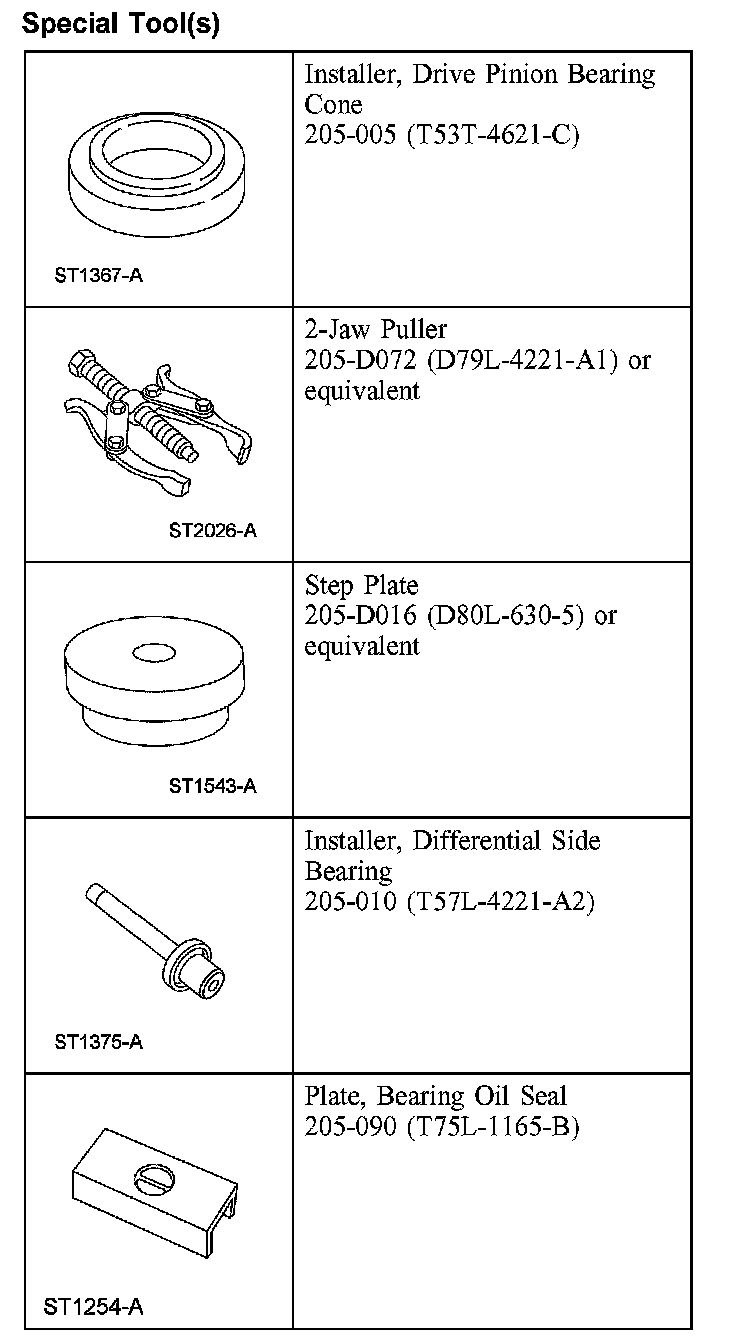 Special Tool(s)
Installer, Drive Pinion Bearing
Cone
205-005 (T53T-4621-C)
ST1367-A
2-Jaw Puller
205-D072 (D79L-4221-A1) or
equivalent
ST2026-A
Step Plate
205-D016 (D80L-630-5) or
equivalent
ST1543-A
Installer, Differential Side
Bearing
205-010 (T57L-4221-A2)
ST1375-A
Plate, Bearing Oil Seal
205-090 (T75L-1165-B)
ST1254-A